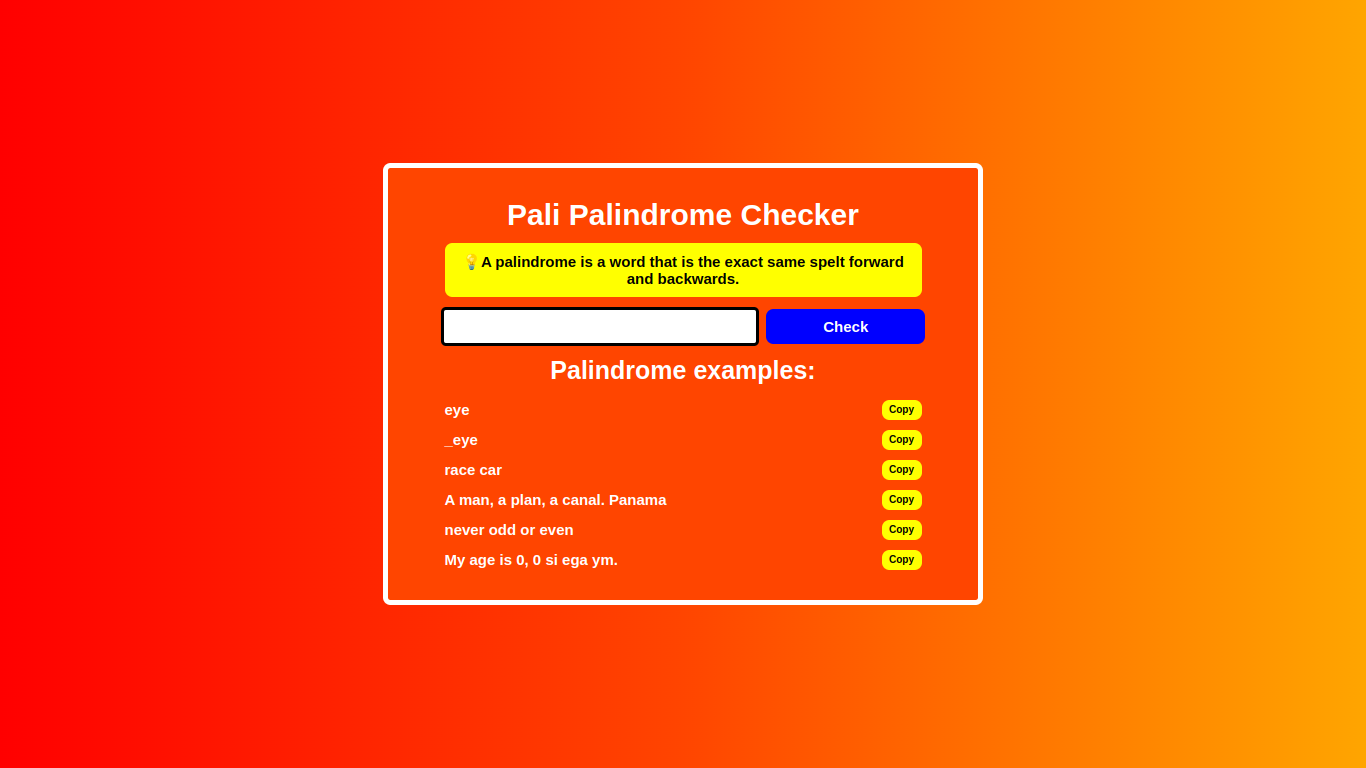 Pali Palindrome Checker
💡A palindrome is a word that is the exact same spelt forward
and backwards.
Check
Palindrome examples:
eye Copy
_eye Copy
race car Copy
A man, a plan, a canal. Panama Copy
never odd or even Copy
My age is 0, 0 si ega ym. Copy